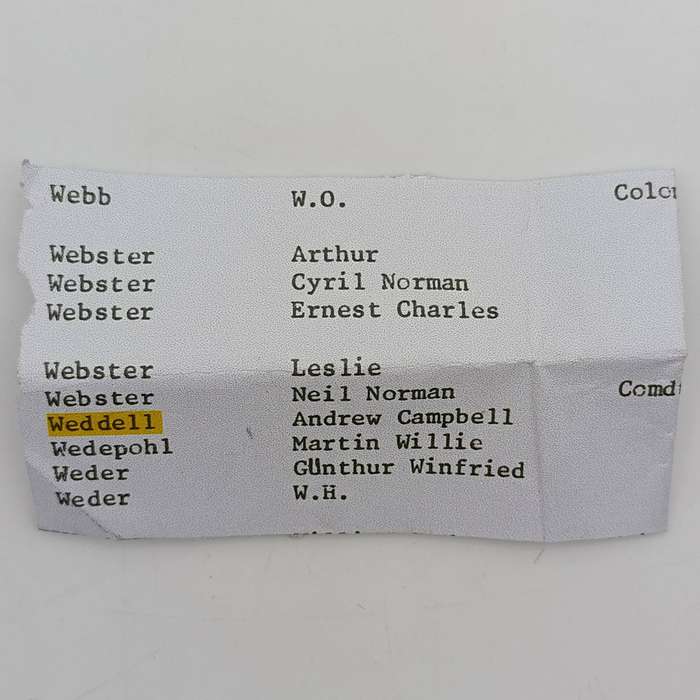 Webb W.O.
Webster Arthur
Webster Cyril Norman
Webster Ernest Charles
Webster Leslie
Webster Neil Norman Comd
Weddell Andrew Campbell
Wedepohl Martin Willie
Weder GUnthur Winfried
Weder W.H.